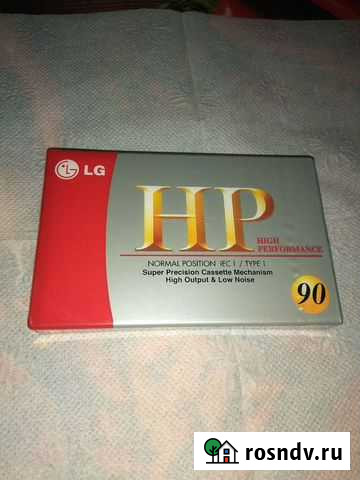 LG
HP
HIGH
PERFORMANCE
NORMAL POSITION IEC I / TYPE I
Super Precision Cassette Mechanism
High Output & Low Noise
90
rosndv.ru